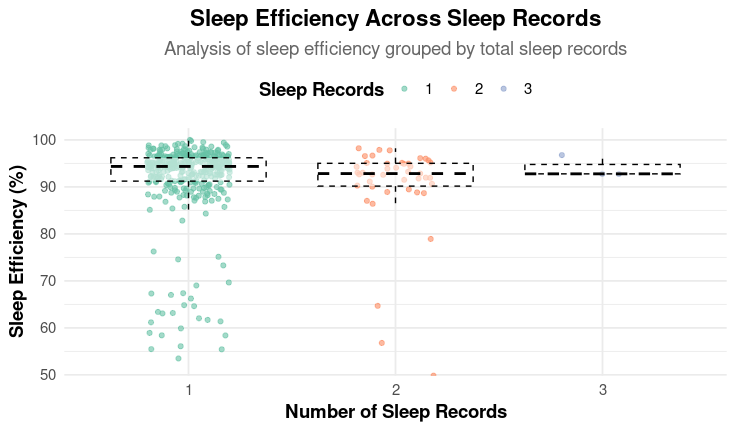 Sleep Efficiency Across Sleep Records
Analysis of sleep efficiency grouped by total sleep records
Sleep Records 1 2 3
Sleep Efficiency (%)
100
90
80
70
60
50
1 2 3
Number of Sleep Records